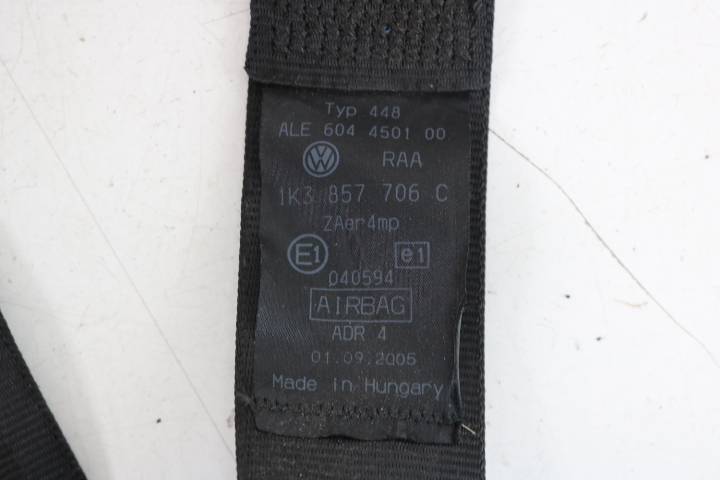 Typ 448
ALE 604 4501 00
VW RAA
1K3 857 706 C
ZAer4mp
E1 e1
040594
AIRBAG
ADR 4
01.09.2005
Made in Hungary